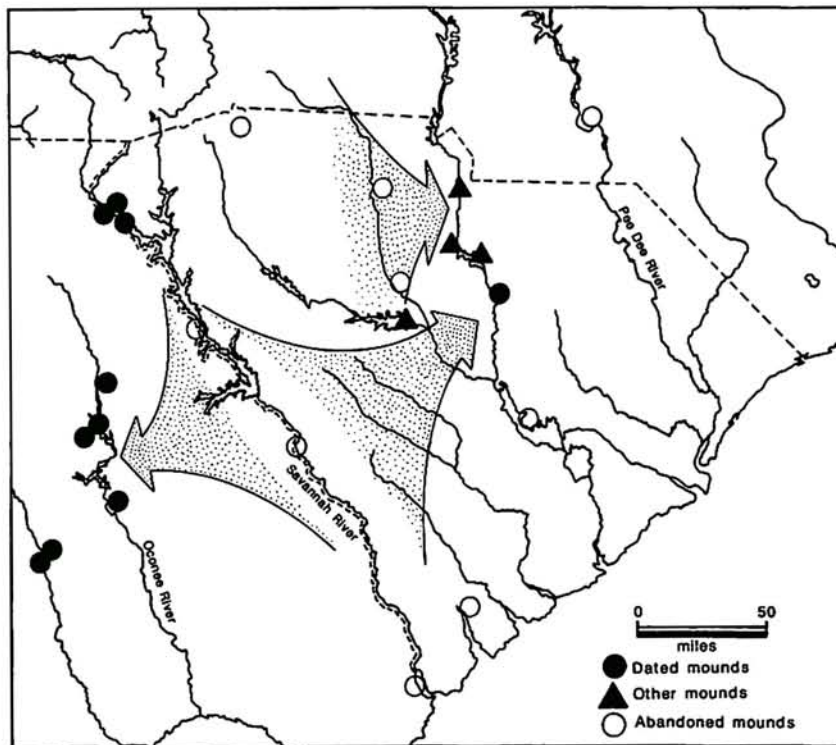 Pee Dee River
Savannah River
Oconee River
0 50
miles
Dated mounds
Other mounds
Abandoned mounds